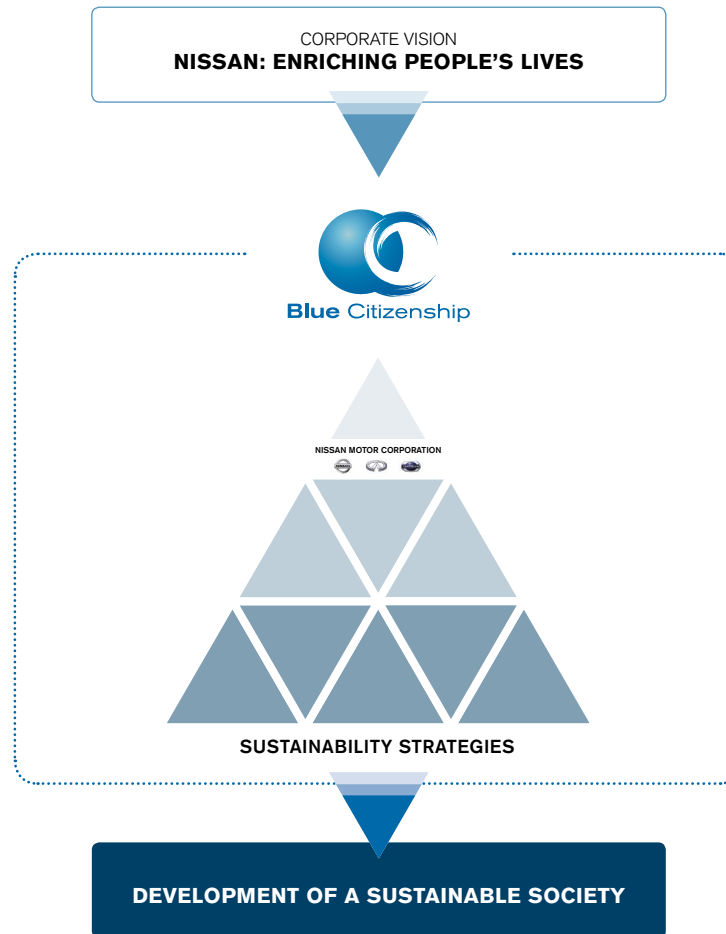 CORPORATE VISION
NISSAN: ENRICHING PEOPLE'S LIVES
Blue Citizenship
NISSAN MOTOR CORPORATION
SUSTAINABILITY STRATEGIES
DEVELOPMENT OF A SUSTAINABLE SOCIETY